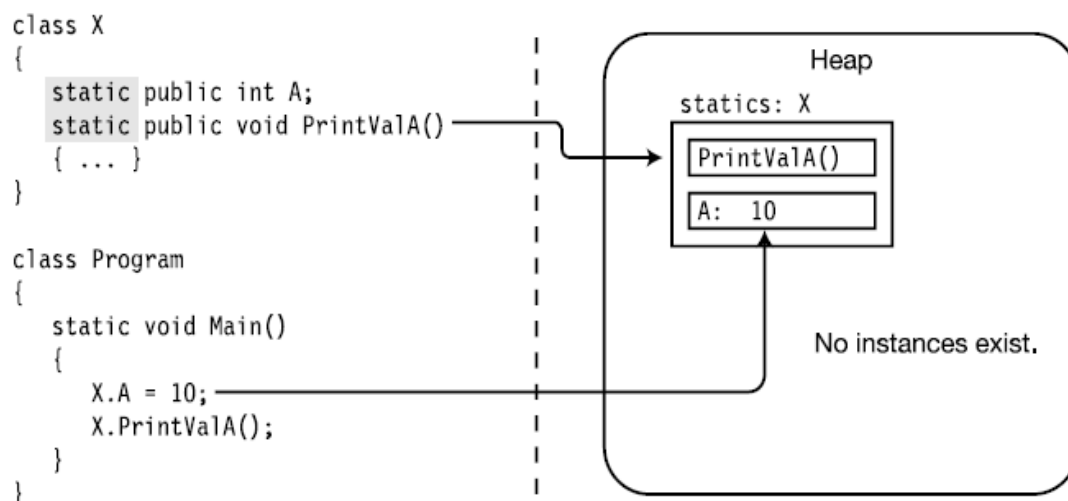 class X
{
static public int A;
static public void PrintValA()
{ ... }
}
class Program
{
static void Main()
{
X.A = 10;
X.PrintValA();
}
}
Heap
statics: X
PrintValA()
A: 10
No instances exist.